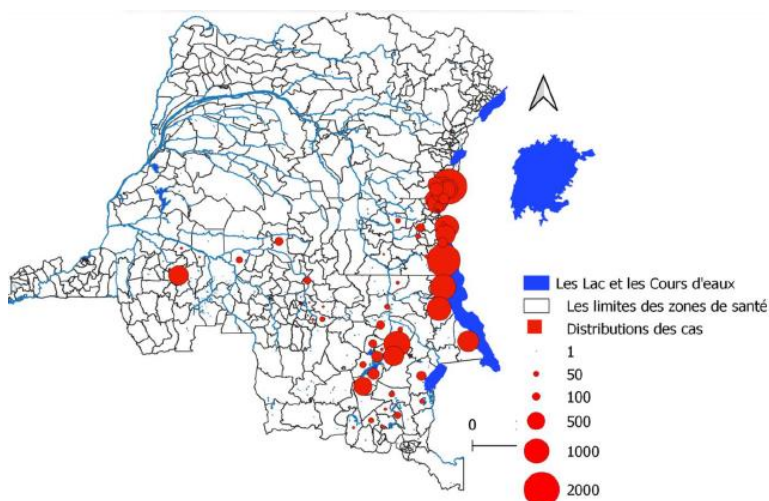 Les Lac et les Cours d'eaux
Les limites des zones de santé
Distributions des cas
1
50
100
500
0
1000
2000